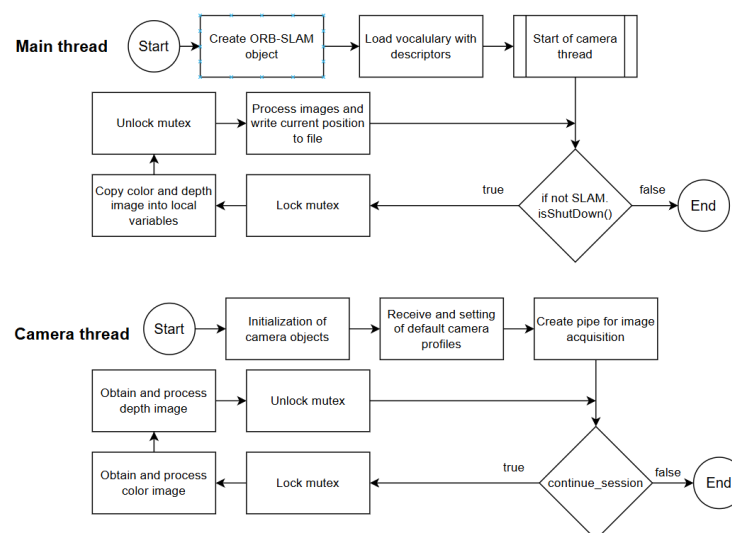 Main thread
Start
Create ORB-SLAM
object
Load vocalulary with
descriptors
Start of camera
thread
Unlock mutex
Process images and
write current position
to file
Copy color and depth
image into local
variables
Lock mutex
true
if not SLAM.
isShutDown()
false
End
Camera thread
Start
Initialization of
camera objects
Receive and setting
of default camera
profiles
Create pipe for image
acquisition
Obtain and process
depth image
Unlock mutex
Obtain and process
color image
Lock mutex
true
continue_session
false
End